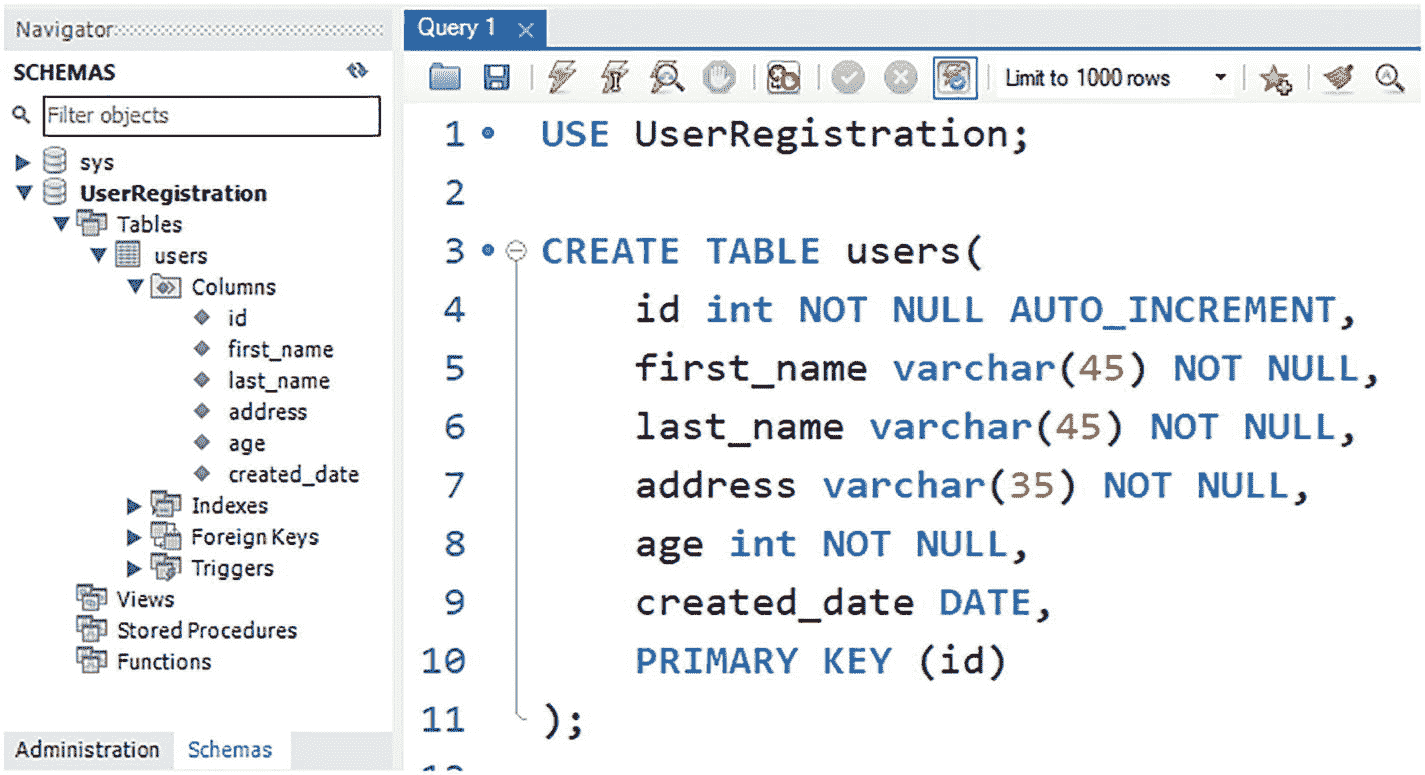 Navigator
SCHEMAS
Filter objects
sys
UserRegistration
Tables
users
Columns
id
first_name
last_name
address
age
created_date
Indexes
Foreign Keys
Triggers
Views
Stored Procedures
Functions
Administration Schemas
Query 1
Limit to 1000 rows
1 USE UserRegistration;
2
3 CREATE TABLE users(
4 id int NOT NULL AUTO_INCREMENT,
5 first_name varchar(45) NOT NULL,
6 last_name varchar(45) NOT NULL,
7 address varchar(35) NOT NULL,
8 age int NOT NULL,
9 created_date DATE,
10 PRIMARY KEY (id)
11 );